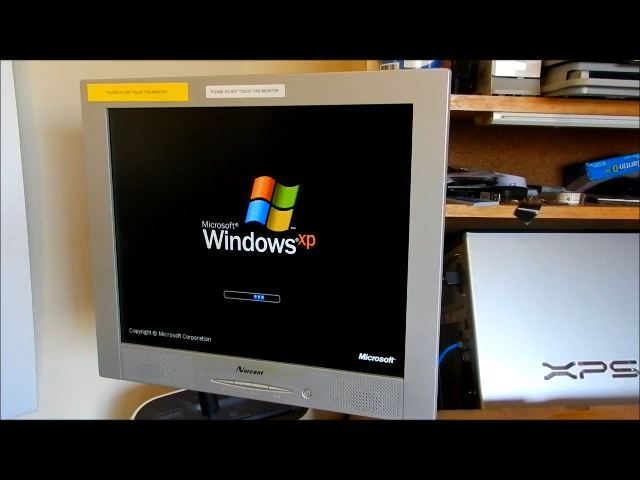 PLEASE DO NOT TOUCH THIS MONITOR
PLEASE DO NOT TOUCH THIS MONITOR
Microsoft®
Windows®xp
™
Copyright © Microsoft Corporation
Microsoft®
Norcent
XPS